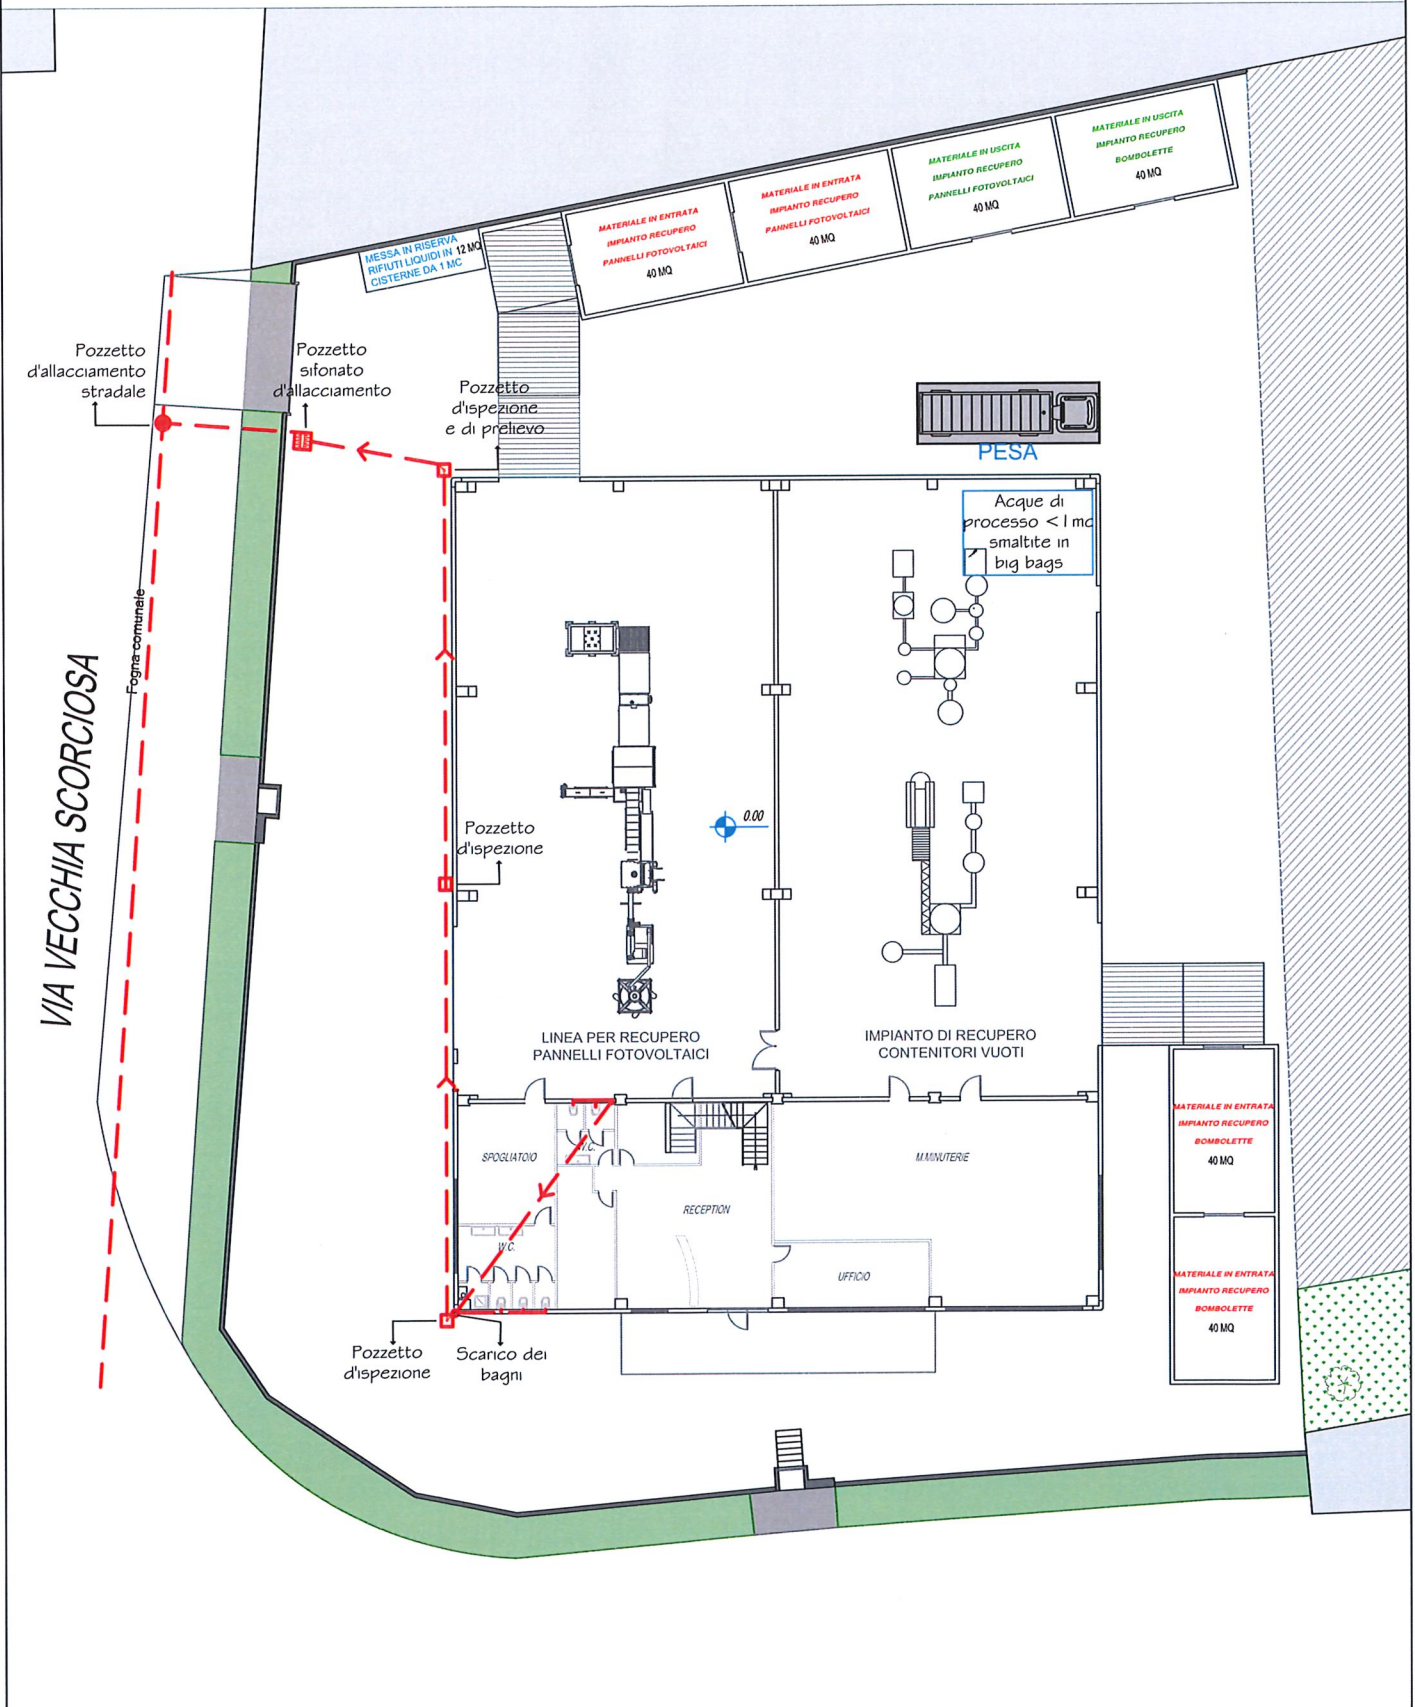 MATERIALE IN USCITA
IMPIANTO RECUPERO
BOMBOLETTE
40 MQ
MATERIALE IN USCITA
IMPIANTO RECUPERO
PANNELLI FOTOVOLTAICI
40 MQ
MATERIALE IN ENTRATA
IMPIANTO RECUPERO
PANNELLI FOTOVOLTAICI
40 MQ
MATERIALE IN ENTRATA
IMPIANTO RECUPERO
PANNELLI FOTOVOLTAICI
40 MQ
MESSA IN RISERVA
RIFIUTI LIQUIDI IN 12 MQ
CISTERNE DA 1 MC
Pozzetto
d'allacciamento
stradale
Pozzetto
sifonato
d'allacciamento
Pozzetto
d'ispezione
e di prelievo
PESA
Acque di
processo < 1 mc
smaltite in
big bags
Fogna comunale
VIA VECCHIA SCORCIOSA
0.00
Pozzetto
d'ispezione
LINEA PER RECUPERO
PANNELLI FOTOVOLTAICI
IMPIANTO DI RECUPERO
CONTENITORI VUOTI
SPOGLIATOIO
W.C.
M.MINUTERIE
RECEPTION
W.C.
UFFICIO
MATERIALE IN ENTRATA
IMPIANTO RECUPERO
BOMBOLETTE
40 MQ
MATERIALE IN ENTRATA
IMPIANTO RECUPERO
BOMBOLETTE
40 MQ
Pozzetto
d'ispezione
Scarico dei
bagni